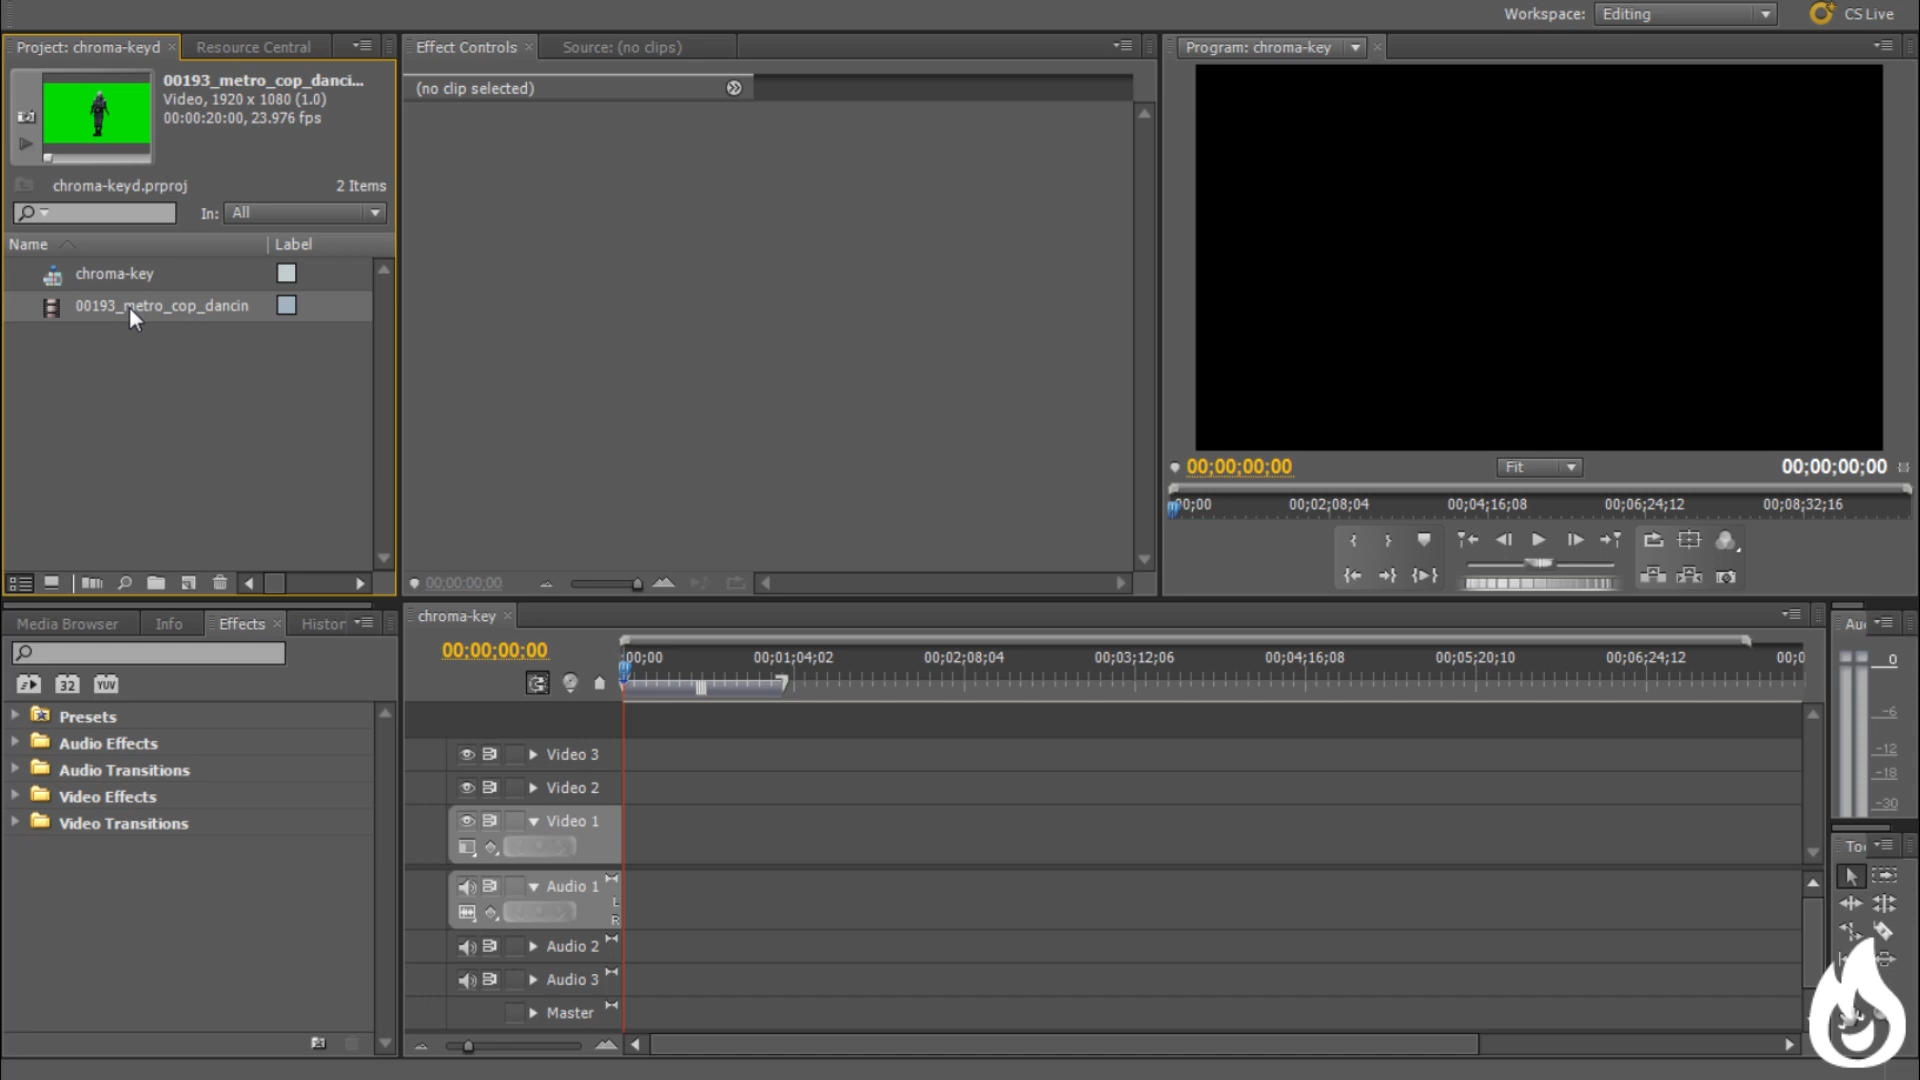 Workspace: Editing CS Live
Project: chroma-keyd × Resource Central
Effect Controls × Source: (no clips)
Program: chroma-key ×
00193_metro_cop_danci...
Video, 1920 x 1080 (1.0)
00:00:20:00, 23.976 fps
(no clip selected)
chroma-keyd.prproj 2 Items
In: All
Name Label
chroma-key
00193_metro_cop_dancin
00;00;00;00 Fit 00;00;00;00
00;00 00;02;08;04 00;04;16;08 00;06;24;12 00;08;32;16
00;00;00;00
Media Browser Info Effects × Histor
chroma-key ×
00;00;00;00
00;00 00;01;04;02 00;02;08;04 00;03;12;06 00;04;16;08 00;05;20;10 00;06;24;12 00;0
32 YUV
Presets
Audio Effects
Audio Transitions
Video Effects
Video Transitions
Video 3
Video 2
Video 1
Audio 1
L
R
Audio 2
Audio 3
Master
Au
0
-6
-12
-18
-30
Too